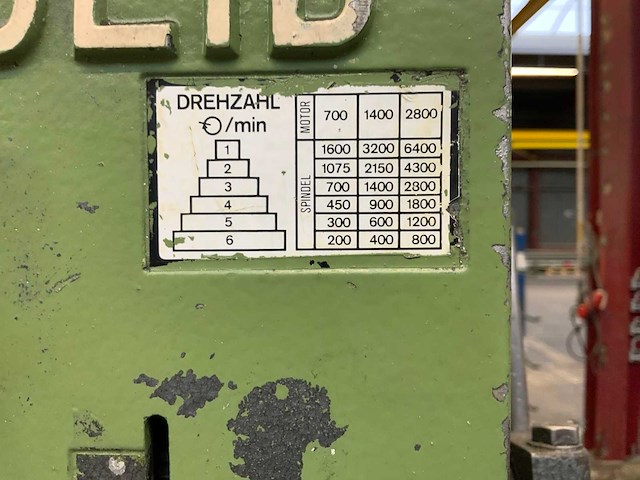 DREHZAHL
/min
MOTOR 700 1400 2800
SPINDEL
1 1600 3200 6400
2 1075 2150 4300
3 700 1400 2800
4 450 900 1800
5 300 600 1200
6 200 400 800